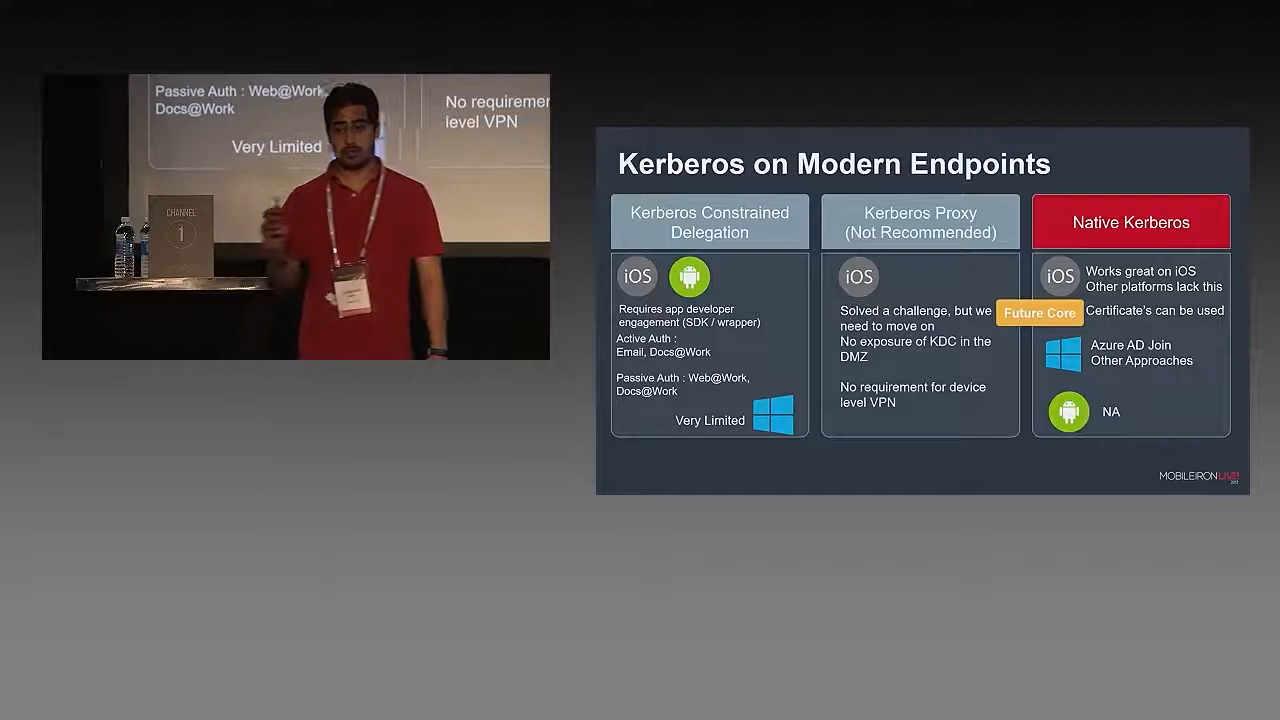 Passive Auth : Web@Work,
Docs@Work
Very Limited
No requiremen
level VPN
CHANNEL
1
Kerberos on Modern Endpoints
Kerberos Constrained
Delegation
iOS
Requires app developer
engagement (SDK / wrapper)
Active Auth :
Email, Docs@Work
Passive Auth : Web@Work,
Docs@Work
Very Limited
Kerberos Proxy
(Not Recommended)
iOS
Solved a challenge, but we
need to move on
No exposure of KDC in the
DMZ
No requirement for device
level VPN
Native Kerberos
iOS
Works great on iOS
Other platforms lack this
Future Core
Certificate's can be used
Azure AD Join
Other Approaches
NA
MOBILEIRON LIVE!
2017